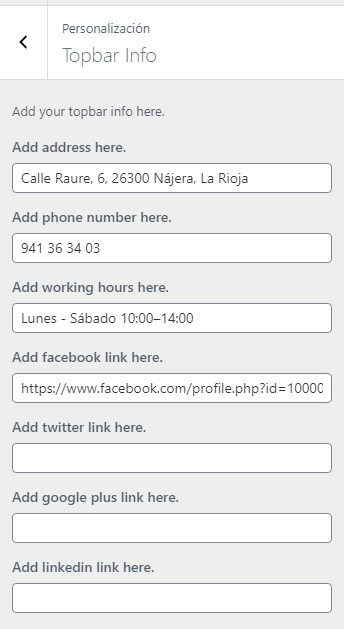 Personalización
Topbar Info
Add your topbar info here.
Add address here.
Calle Raure, 6, 26300 Nájera, La Rioja
Add phone number here.
941 36 34 03
Add working hours here.
Lunes - Sábado 10:00–14:00
Add facebook link here.
https://www.facebook.com/profile.php?id=10000
Add twitter link here.
Add google plus link here.
Add linkedin link here.